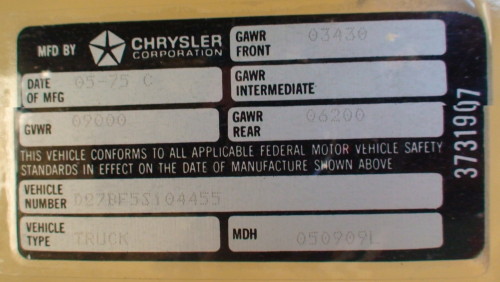 MFD BY CHRYSLER CORPORATION GAWR FRONT 03430
DATE OF MFG 05-75 C GAWR INTERMEDIATE
GVWR 09000 GAWR REAR 06200
THIS VEHICLE CONFORMS TO ALL APPLICABLE FEDERAL MOTOR VEHICLE SAFETY
STANDARDS IN EFFECT ON THE DATE OF MANUFACTURE SHOWN ABOVE
VEHICLE NUMBER D27BF5S104455
VEHICLE TYPE TRUCK MDH 050909L
3731907